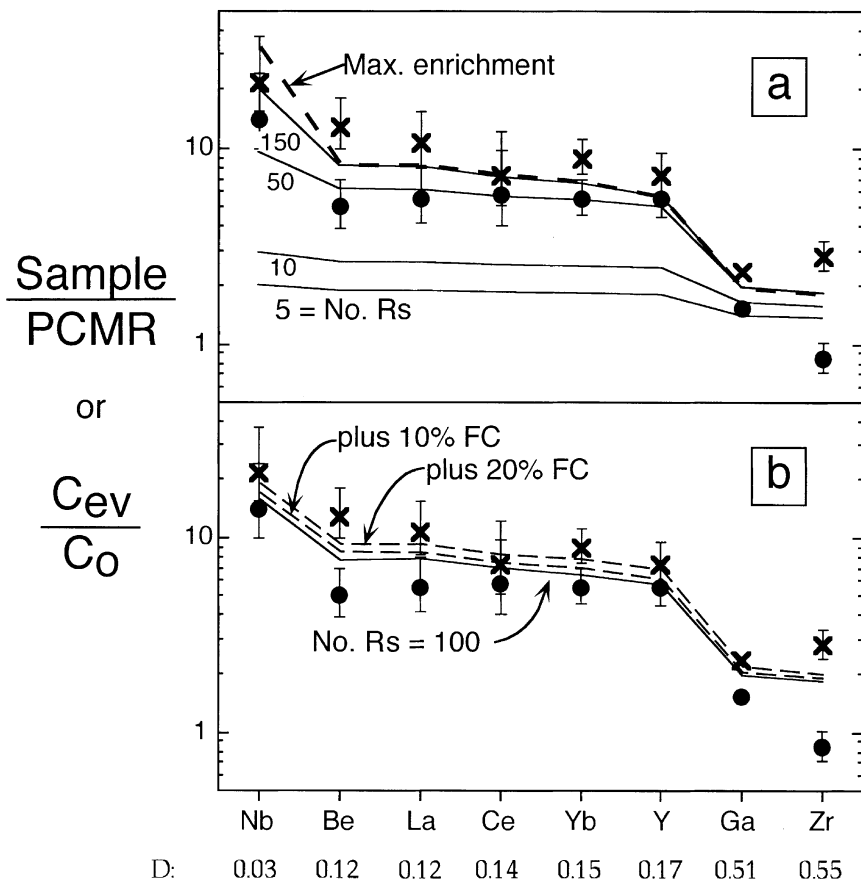 a
Max. enrichment
10
150
50
10
5 = No. Rs
1
Sample
PCMR
or
Cev
Co
b
plus 10% FC
plus 20% FC
10
No. Rs = 100
1
Nb Be La Ce Yb Y Ga Zr
D: 0.03 0.12 0.12 0.14 0.15 0.17 0.51 0.55